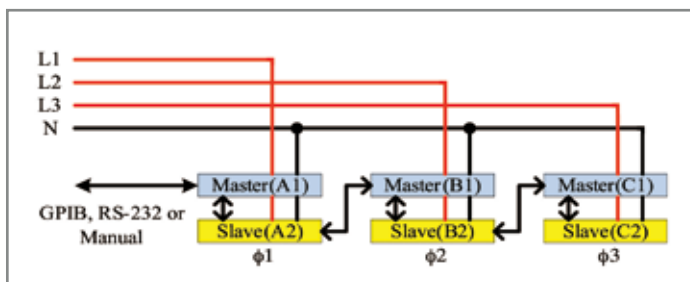 L1
L2
L3
N
Master(A1) Master(B1) Master(C1)
GPIB, RS-232 or
Manual
Slave(A2) Slave(B2) Slave(C2)
ϕ1 ϕ2 ϕ3